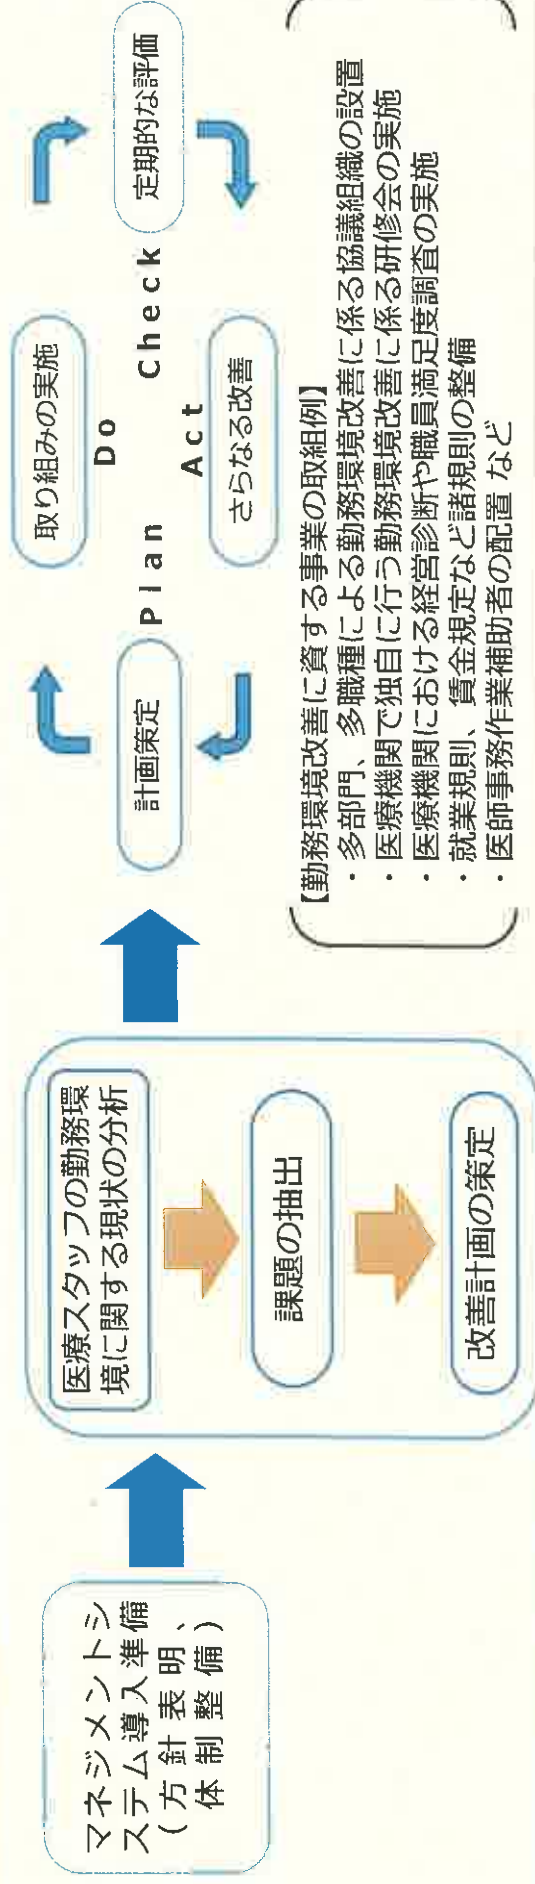 マネジメントシ
ステム導入準備
（方針表明、
体制整備）
医療スタッフの勤務環
境に関する現状の分析
課題の抽出
改善計画の策定
計画策定
取り組みの実施
定期的な評価
さらなる改善
Plan
Do
Check
Act
【勤務環境改善に資する事業の取組例】
・多部門、多職種による勤務環境改善に係る協議組織の設置
・医療機関で独自に行う勤務環境改善に係る研修会の実施
・医療機関における経営診断や職員満足度調査の実施
・就業規則、賃金規定など諸規則の整備
・医師事務作業補助者の配置 など